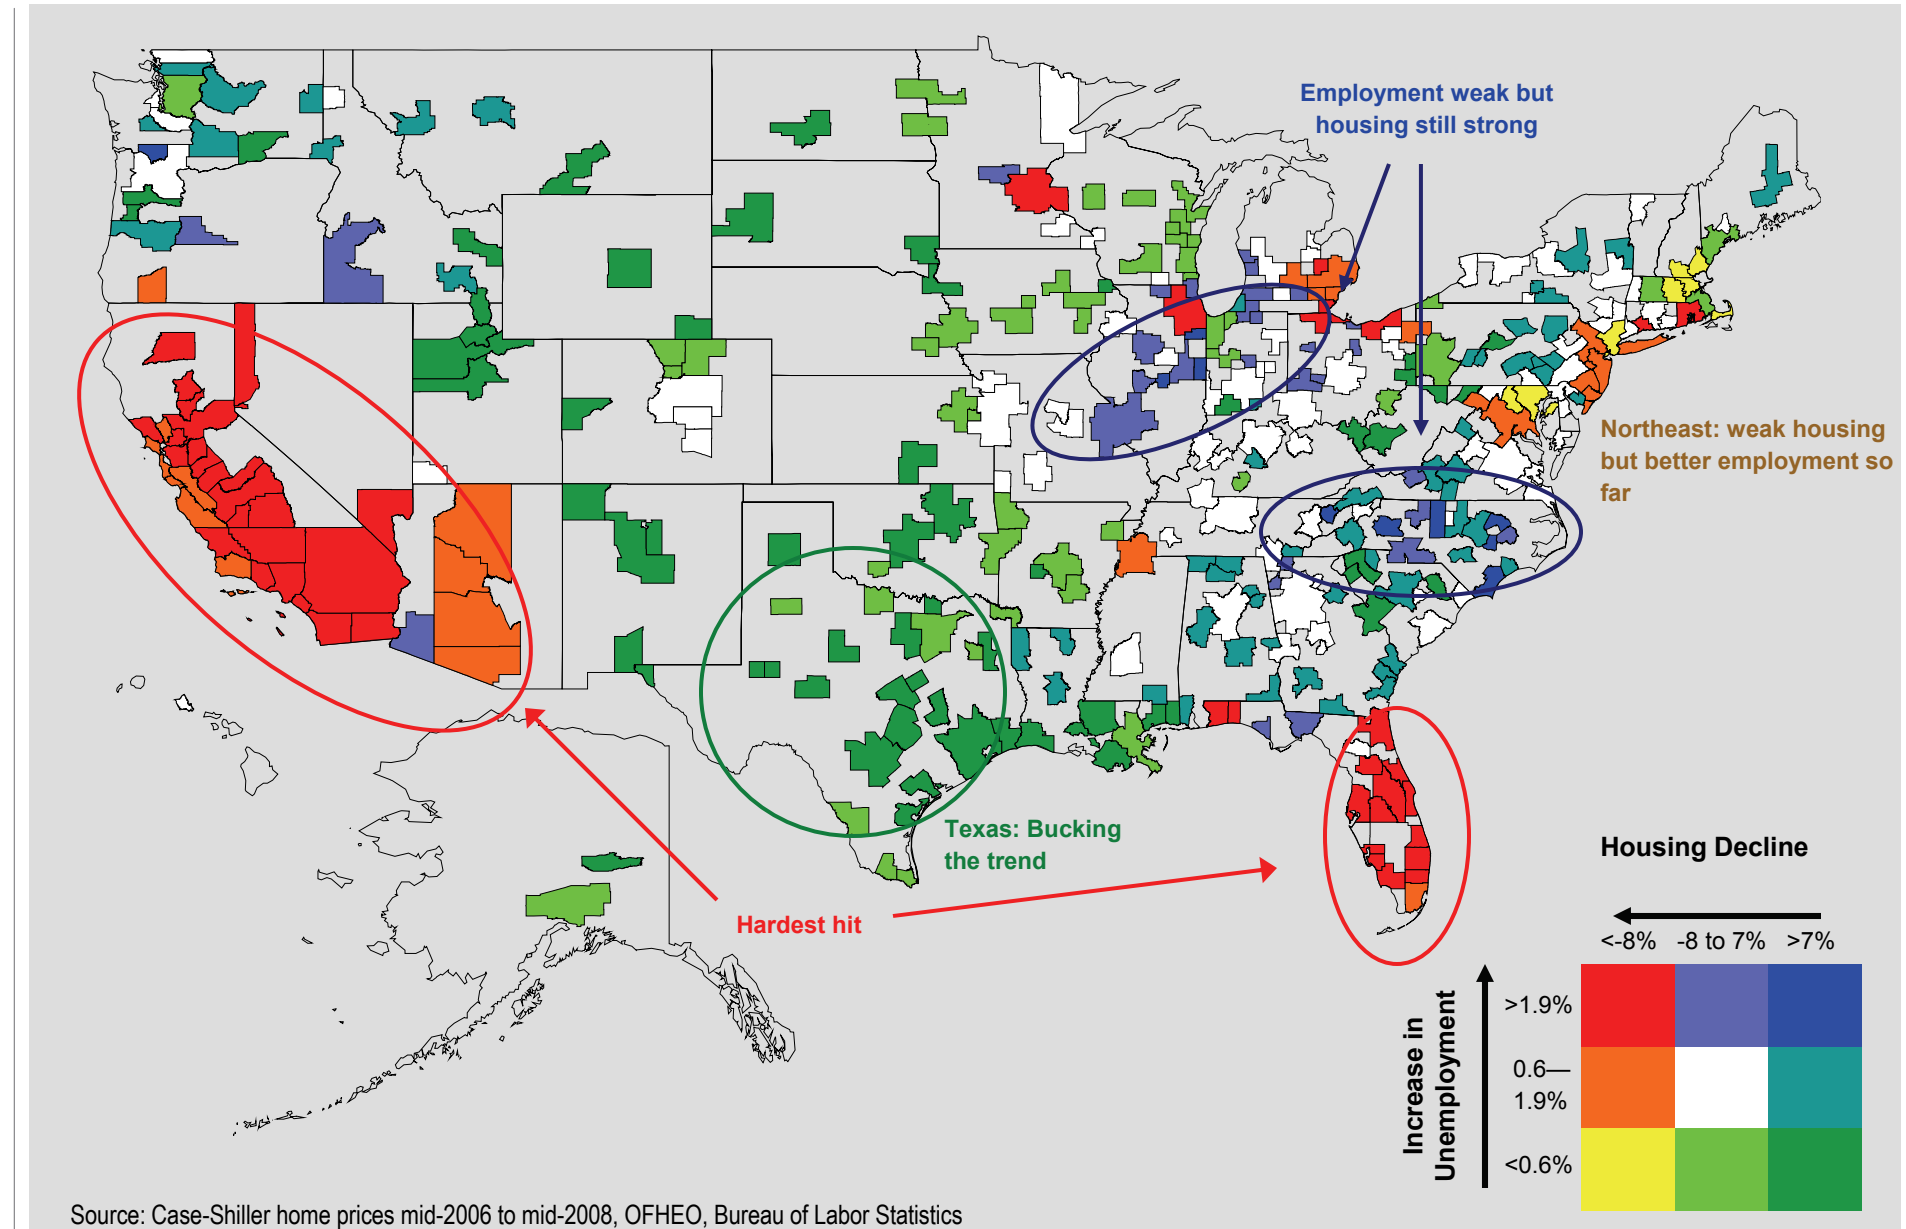 Employment weak but
housing still strong
Northeast: weak housing
but better employment so
far
Texas: Bucking
the trend
Hardest hit
Housing Decline
<-8% -8 to 7% >7%
Increase in
Unemployment
>1.9%
0.6—
1.9%
<0.6%
Source: Case-Shiller home prices mid-2006 to mid-2008, OFHEO, Bureau of Labor Statistics